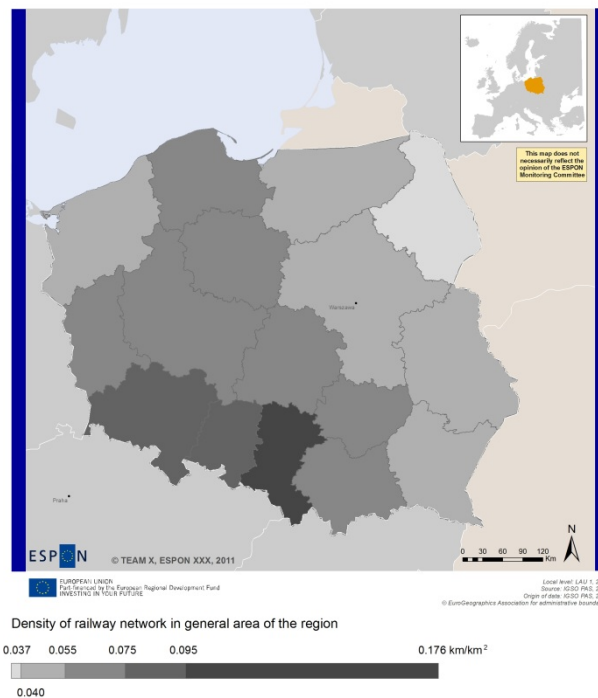 This map does not
necessarily reflect the
opinion of the ESPON
Monitoring Committee
Warszawa
Praha
ESPON
© TEAM X, ESPON XXX, 2011
N
0 30 60 90 120
Km
EUROPEAN UNION
Part-financed by the European Regional Development Fund
INVESTING IN YOUR FUTURE
Local level: LAU 1, 2
Source: IGSO PAS, 2
Origin of data: IGSO PAS, 2
© EuroGeographics Association for administrative bounda
Density of railway network in general area of the region
0.037 0.055 0.075 0.095 0.176 km/km²
0.040